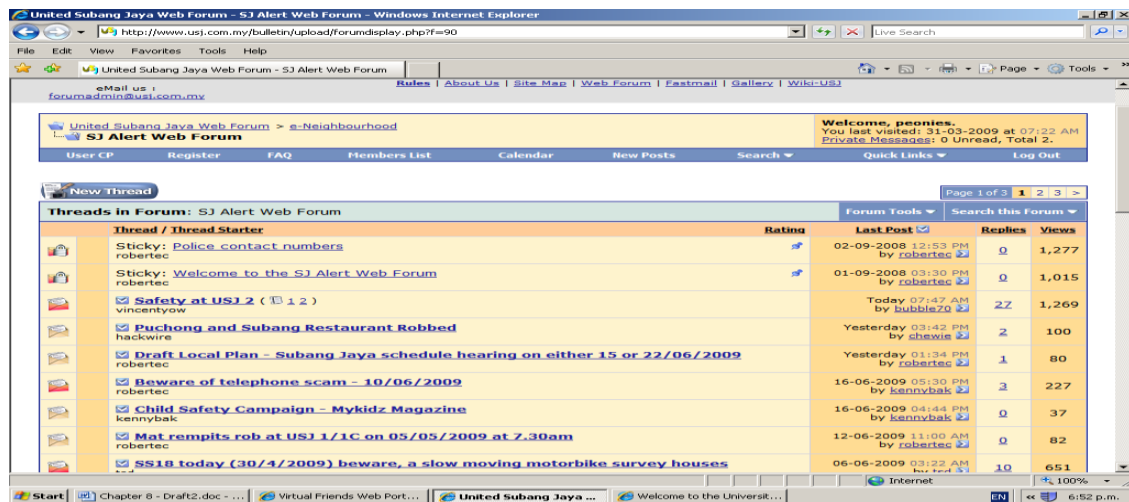 United Subang Jaya Web Forum - SJ Alert Web Forum - Windows Internet Explorer
http://www.usj.com.my/bulletin/upload/forumdisplay.php?f=90
Live Search
File Edit View Favorites Tools Help
United Subang Jaya Web Forum - SJ Alert Web Forum
Page Tools
eMail us :
forumadmin@usj.com.my
Rules | About Us | Site Map | Web Forum | Fastmail | Gallery | Wiki-USJ
United Subang Jaya Web Forum > e-Neighbourhood
SJ Alert Web Forum
Welcome, peonies.
You last visited: 31-03-2009 at 07:22 AM
Private Messages: 0 Unread, Total 2.
User CP Register FAQ Members List Calendar New Posts Search Quick Links Log Out
New Thread
Page 1 of 3 1 2 3 >
Threads in Forum: SJ Alert Web Forum
Forum Tools Search this Forum
Thread / Thread Starter Rating Last Post Replies Views
Sticky: Police contact numbers 02-09-2008 12:53 PM
robertec by robertec 0 1,277
Sticky: Welcome to the SJ Alert Web Forum 01-09-2008 03:30 PM
robertec by robertec 0 1,015
Safety at USJ 2 ( 1 2 ) Today 07:47 AM
vincentyow by bubble70 27 1,269
Puchong and Subang Restaurant Robbed Yesterday 03:42 PM
hackwire by chewie 2 100
Draft Local Plan - Subang Jaya schedule hearing on either 15 or 22/06/2009 Yesterday 01:34 PM
robertec by robertec 1 80
Beware of telephone scam - 10/06/2009 16-06-2009 05:30 PM
robertec by kennybak 3 227
Child Safety Campaign - Mykidz Magazine 16-06-2009 04:44 PM
kennybak by kennybak 0 37
Mat rempits rob at USJ 1/1C on 05/05/2009 at 7.30am 12-06-2009 11:00 AM
robertec by robertec 0 82
SS18 today (30/4/2009) beware, a slow moving motorbike survey houses 06-06-2009 03:22 AM
10 651
Internet 100%
Start Chapter 8 - Draft2.doc - ... Virtual Friends Web Port... United Subang Jaya ... Welcome to the Universit... EN 6:52 p.m.